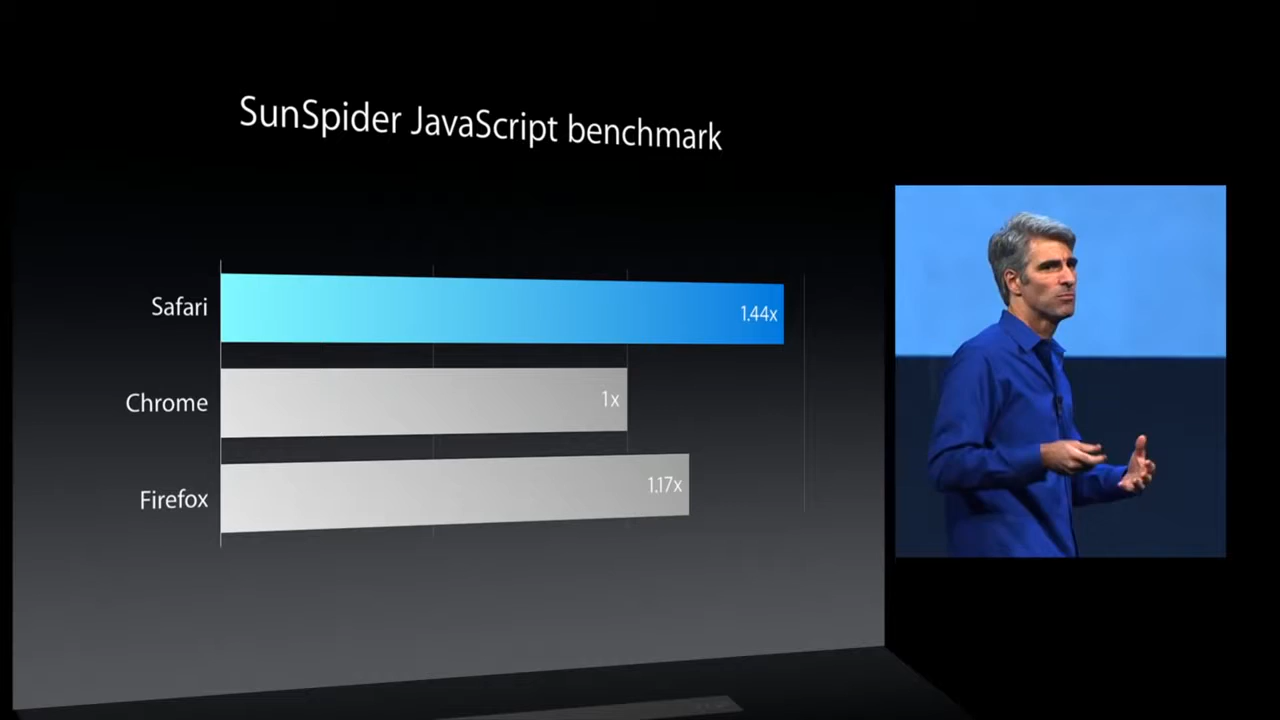 SunSpider JavaScript benchmark
Safari
1.44x
Chrome
1x
Firefox
1.17x